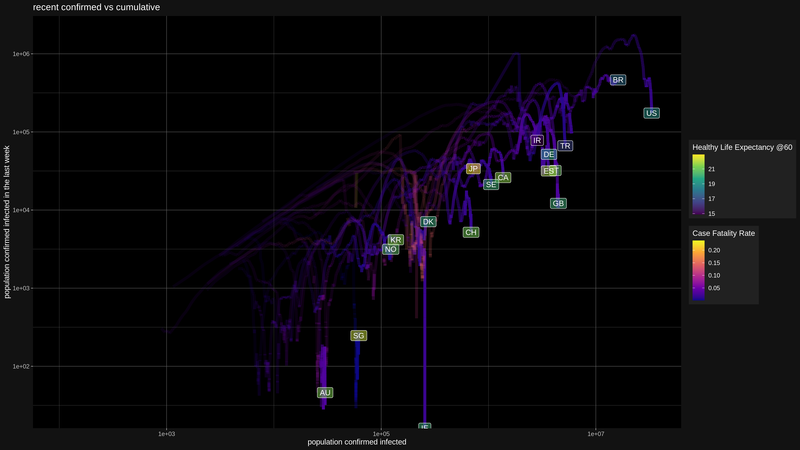 recent confirmed vs cumulative
1e+06
1e+05
1e+04
1e+03
1e+02
population confirmed infected in the last week
BR
US
IR
TR
DE
JP
CA
SE
GB
DK
CH
KR
NO
SG
AU
1e+03
1e+05
1e+07
population confirmed infected
Healthy Life Expectancy @60
21
19
17
15
Case Fatality Rate
0.20
0.15
0.10
0.05